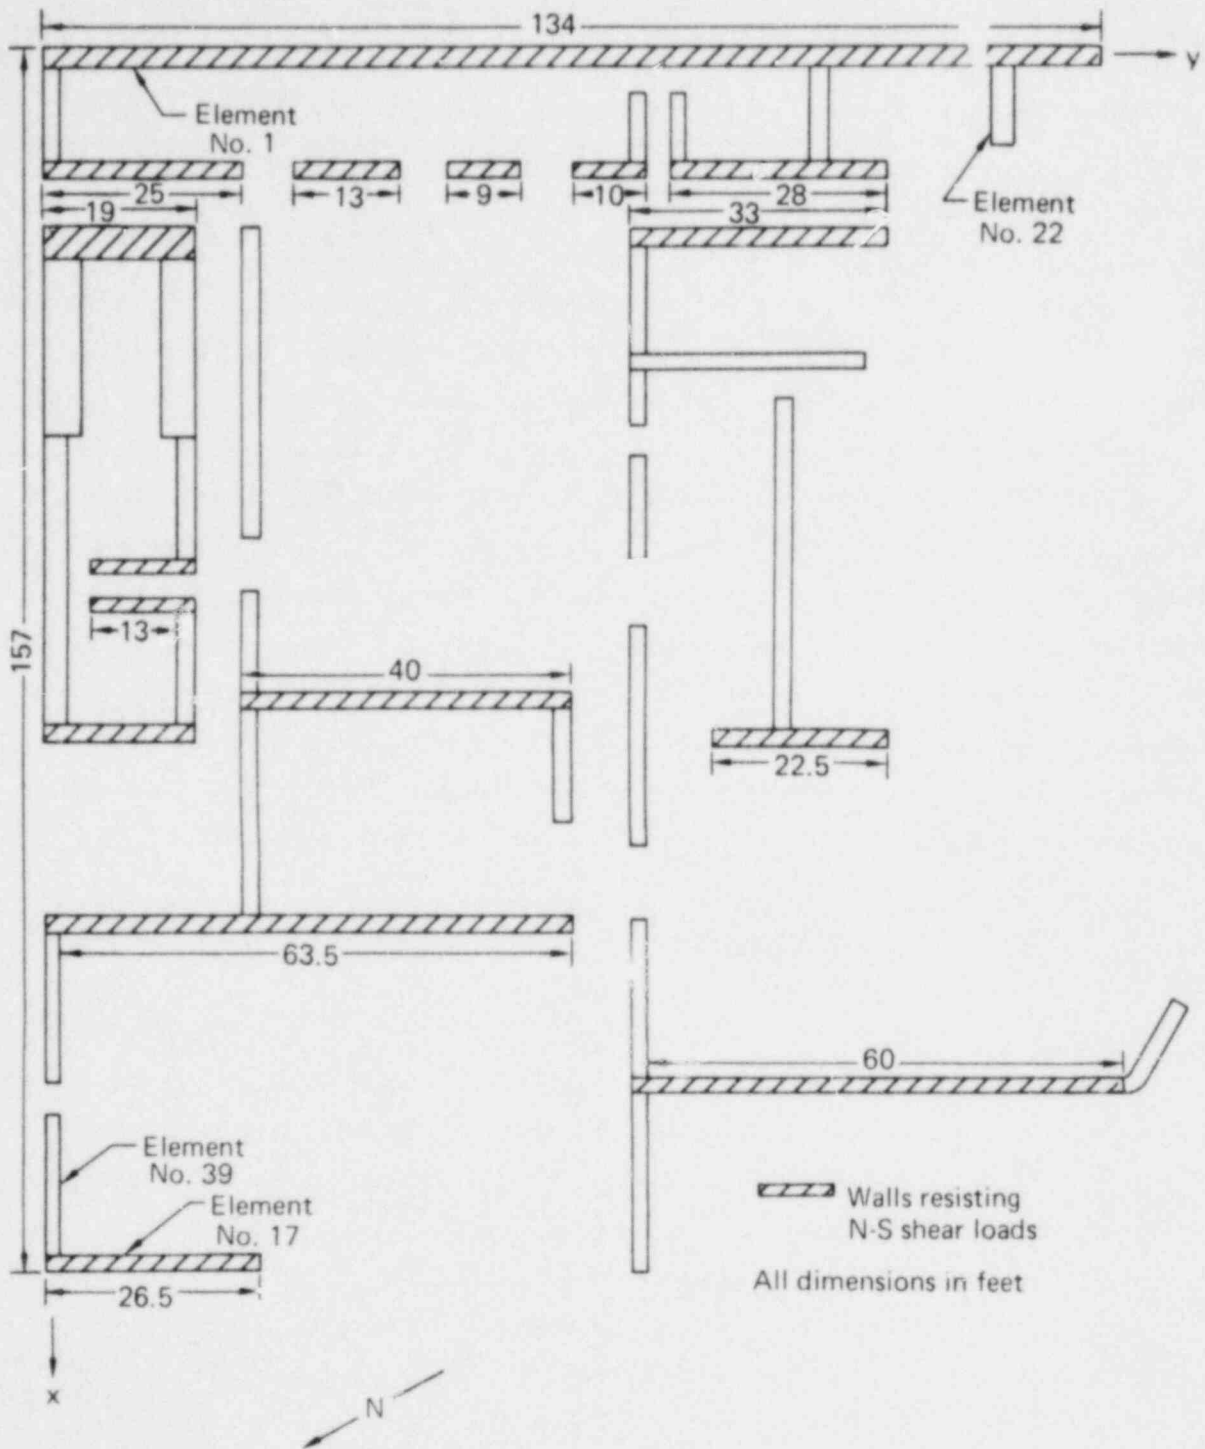 134
y
Element
No. 1
25
13
9
10
28
19
33
Element
No. 22
13
157
40
22.5
63.5
60
Element
No. 39
Element
No. 17
Walls resisting
N-S shear loads
All dimensions in feet
26.5
x
N